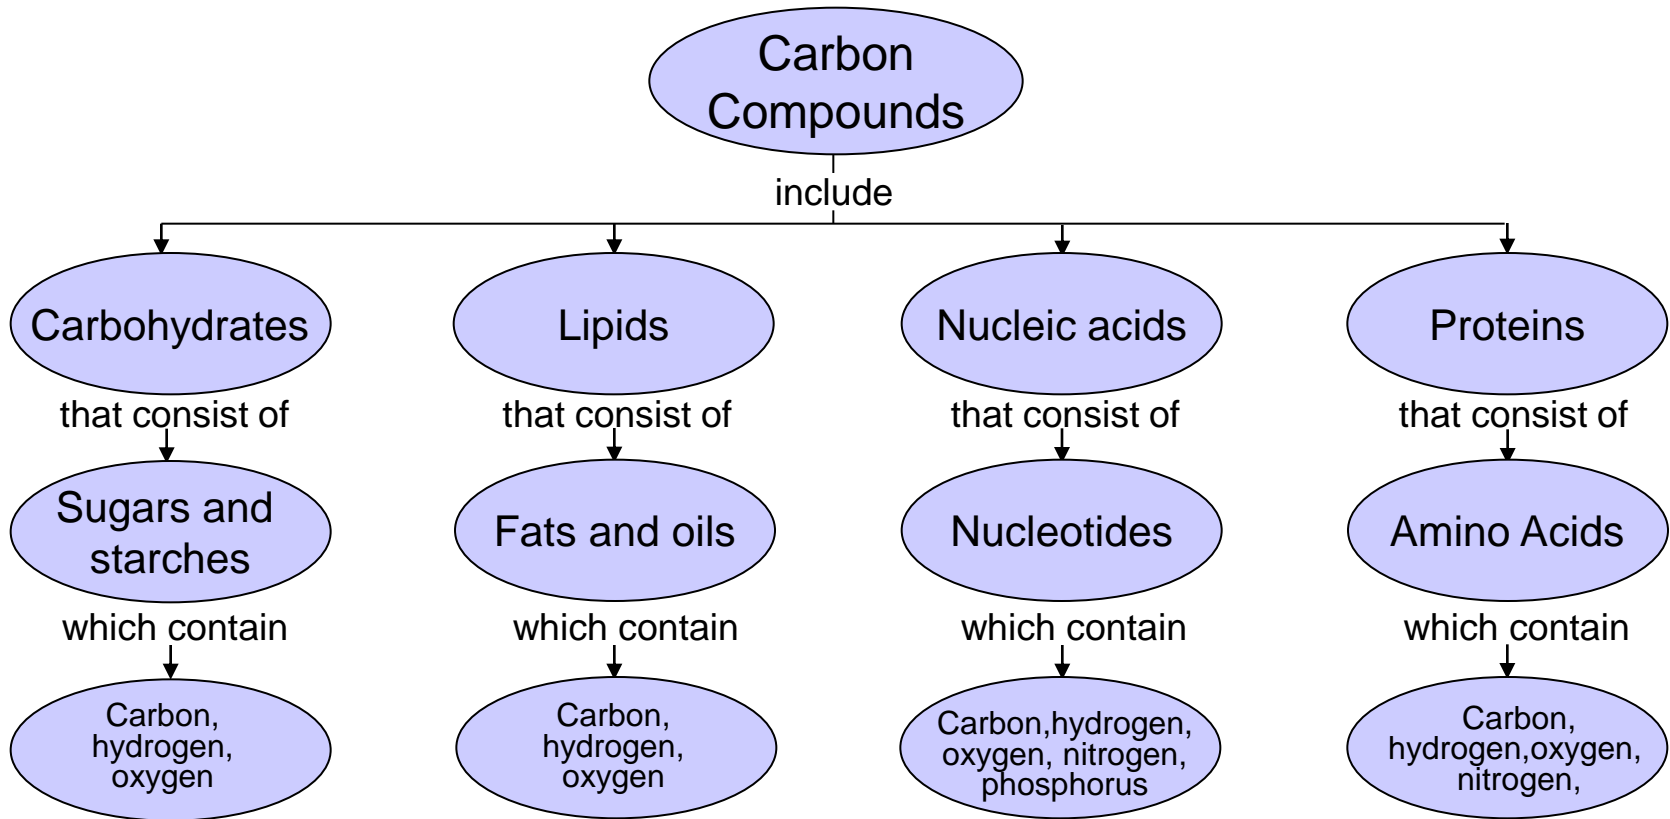 Carbon
Compounds
include
Carbohydrates
Lipids
Nucleic acids
Proteins
that consist of
that consist of
that consist of
that consist of
Sugars and
starches
Fats and oils
Nucleotides
Amino Acids
which contain
which contain
which contain
which contain
Carbon,
hydrogen,
oxygen
Carbon,
hydrogen,
oxygen
Carbon,hydrogen,
oxygen, nitrogen,
phosphorus
Carbon,
hydrogen,oxygen,
nitrogen,